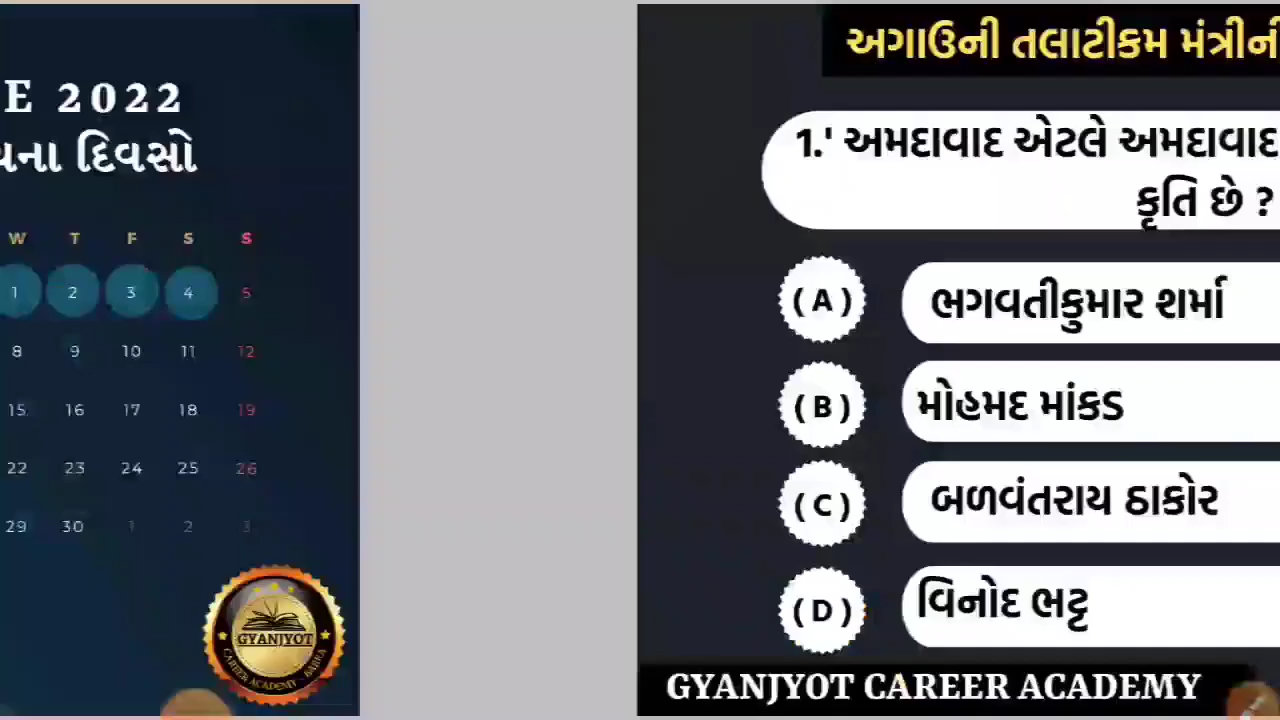 E 2022
દિવસો
W T F S S
1 2 3 4 5
8 9 10 11 12
15 16 17 18 19
22 23 24 25 26
29 30 1 2 3
GYANJYOT
CAREER ACADEMY - BABRA
અગાઉની તલાટીકમ મંત્રીની
1.' અમદાવાદ એટલે અમદાવાદ
કૃતિ છે ?
(A) ભગવતીકુમાર શર્મા
(B) મોહમદ માંકડ
(C) બળવંતરાય ઠાકોર
(D) વિનોદ ભટ્ટ
GYANJYOT CAREER ACADEMY